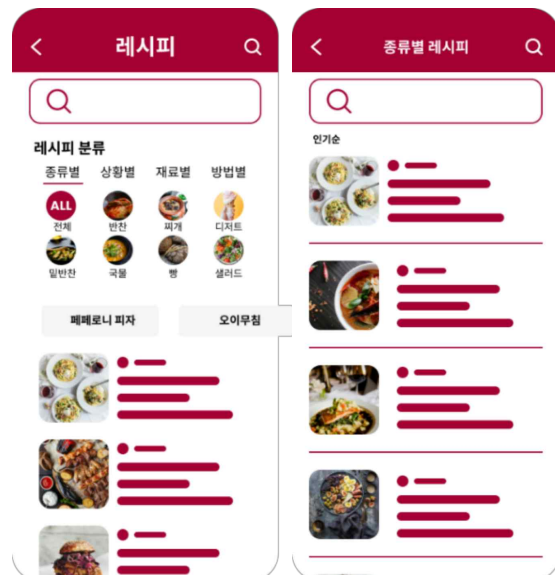 레시피
레시피 분류
종류별 상황별 재료별 방법별
ALL
전체 반찬 찌개 디저트
밑반찬 국물 빵 샐러드
페페로니 피자 오이무침
종류별 레시피
인기순